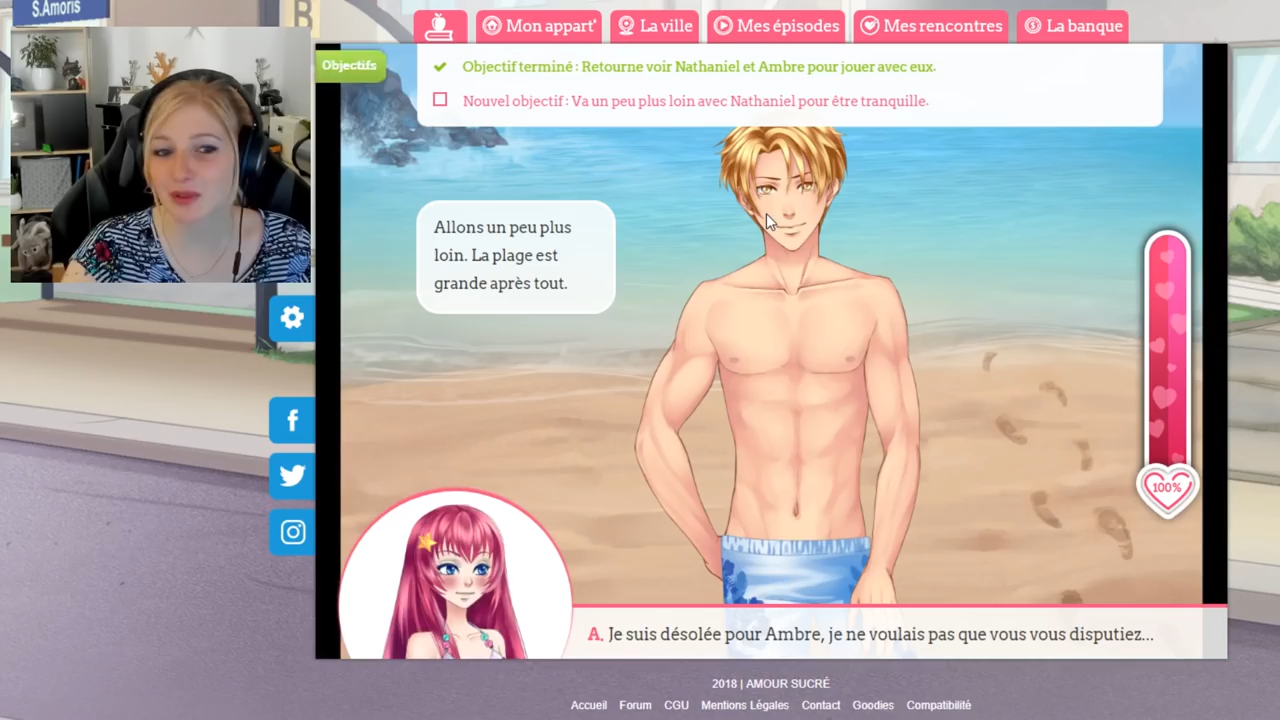 S.Amoris
B
Mon appart'
La ville
Mes épisodes
Mes rencontres
La banque
Objectifs
Objectif terminé : Retourne voir Nathaniel et Ambre pour jouer avec eux.
Nouvel objectif : Va un peu plus loin avec Nathaniel pour être tranquille.
Allons un peu plus
loin. La plage est
grande après tout.
100%
A. Je suis désolée pour Ambre, je ne voulais pas que vous vous disputiez...
2018 | AMOUR SUCRÉ
Accueil Forum CGU Mentions Légales Contact Goodies Compatibilité